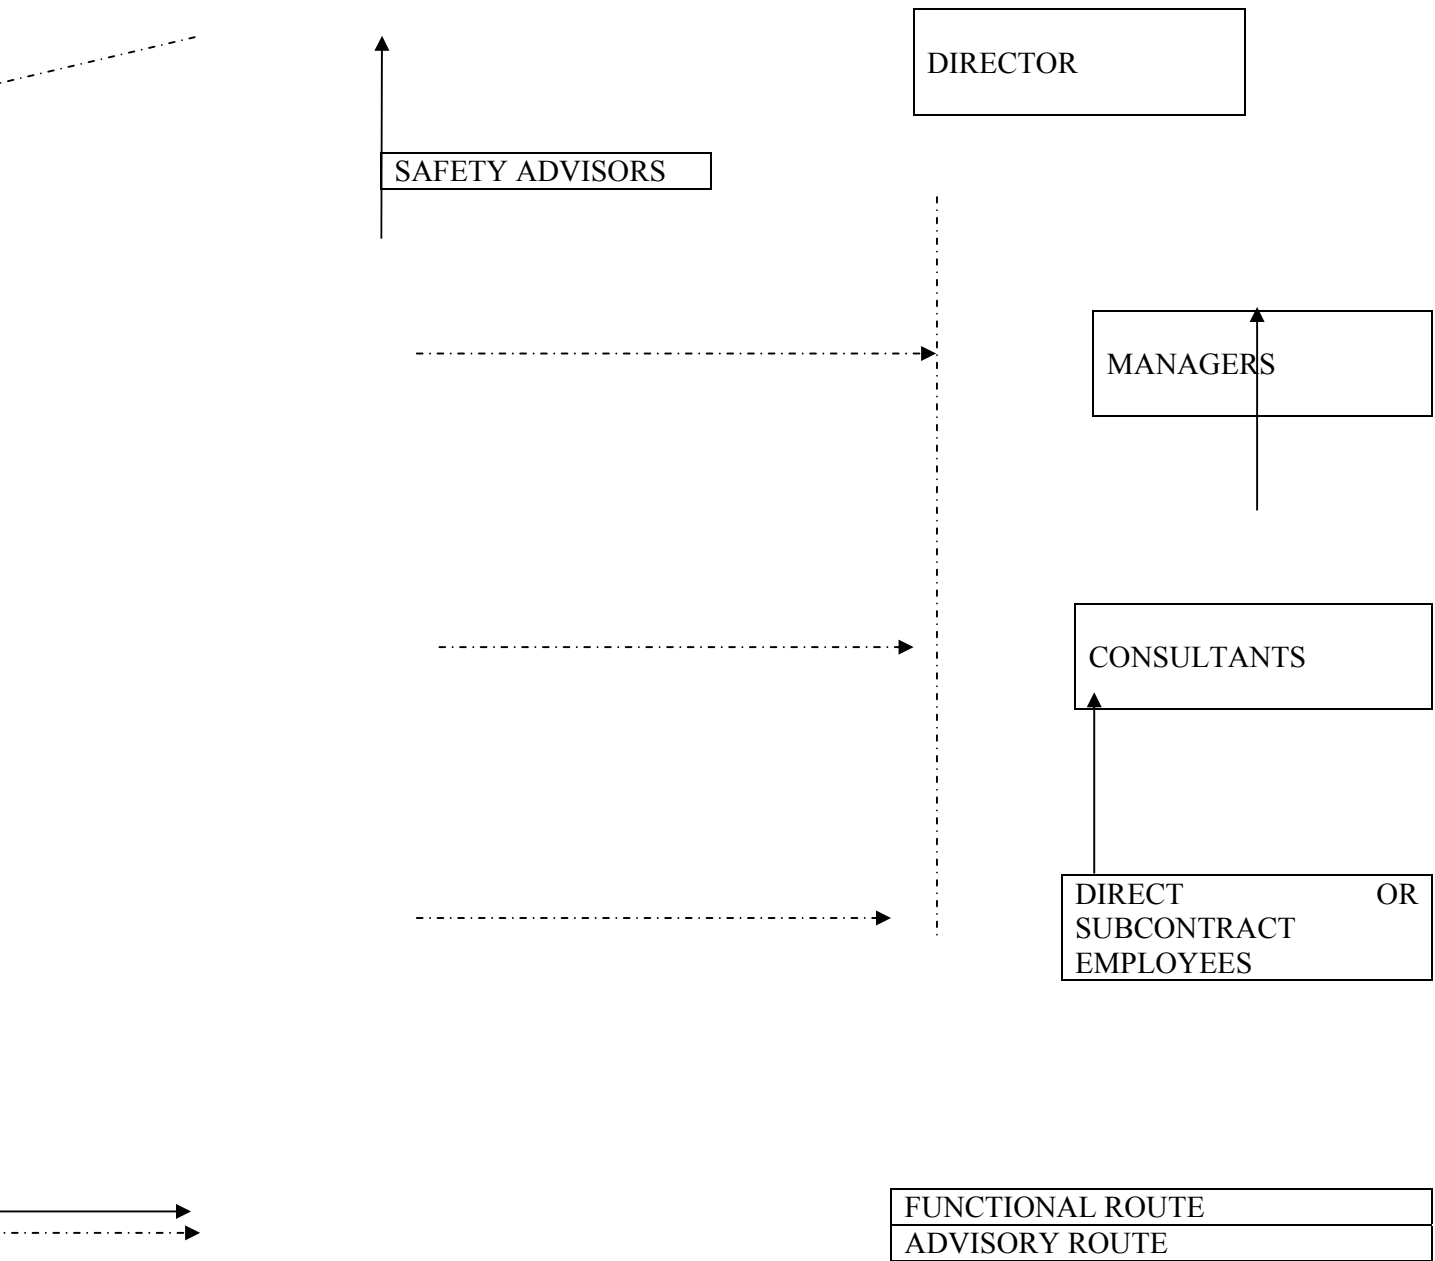 DIRECTOR
SAFETY ADVISORS
MANAGERS
CONSULTANTS
DIRECT OR
SUBCONTRACT
EMPLOYEES
FUNCTIONAL ROUTE
ADVISORY ROUTE